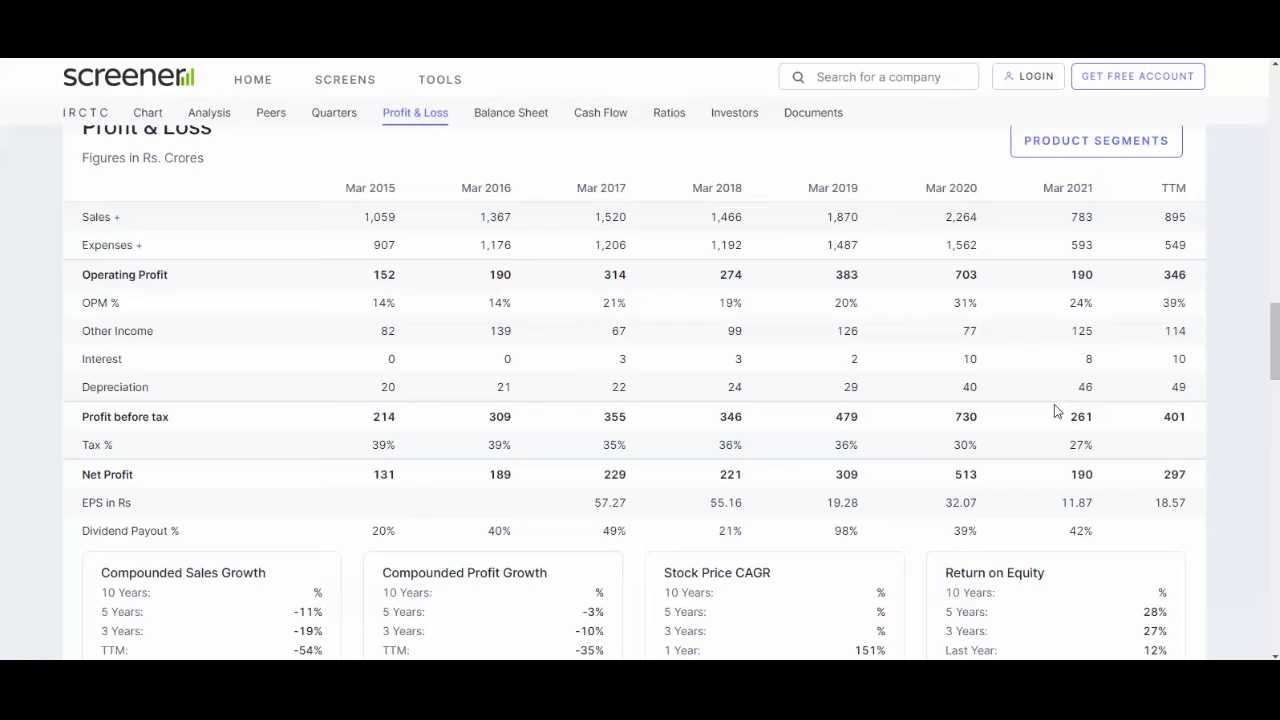 screener HOME SCREENS TOOLS Search for a company LOGIN GET FREE ACCOUNT
IRCTC Chart Analysis Peers Quarters Profit & Loss Balance Sheet Cash Flow Ratios Investors Documents
Profit & Loss
PRODUCT SEGMENTS
Figures in Rs. Crores
Mar 2015 Mar 2016 Mar 2017 Mar 2018 Mar 2019 Mar 2020 Mar 2021 TTM
Sales + 1,059 1,367 1,520 1,466 1,870 2,264 783 895
Expenses + 907 1,176 1,206 1,192 1,487 1,562 593 549
Operating Profit 152 190 314 274 383 703 190 346
OPM % 14% 14% 21% 19% 20% 31% 24% 39%
Other Income 82 139 67 99 126 77 125 114
Interest 0 0 3 3 2 10 8 10
Depreciation 20 21 22 24 29 40 46 49
Profit before tax 214 309 355 346 479 730 261 401
Tax % 39% 39% 35% 36% 36% 30% 27%
Net Profit 131 189 229 221 309 513 190 297
EPS in Rs 57.27 55.16 19.28 32.07 11.87 18.57
Dividend Payout % 20% 40% 49% 21% 98% 39% 42%
Compounded Sales Growth Compounded Profit Growth Stock Price CAGR Return on Equity
10 Years: % 10 Years: % 10 Years: % 10 Years: %
5 Years: -11% 5 Years: -3% 5 Years: % 5 Years: 28%
3 Years: -19% 3 Years: -10% 3 Years: % 3 Years: 27%
TTM: -54% TTM: -35% 1 Year: 151% Last Year: 12%